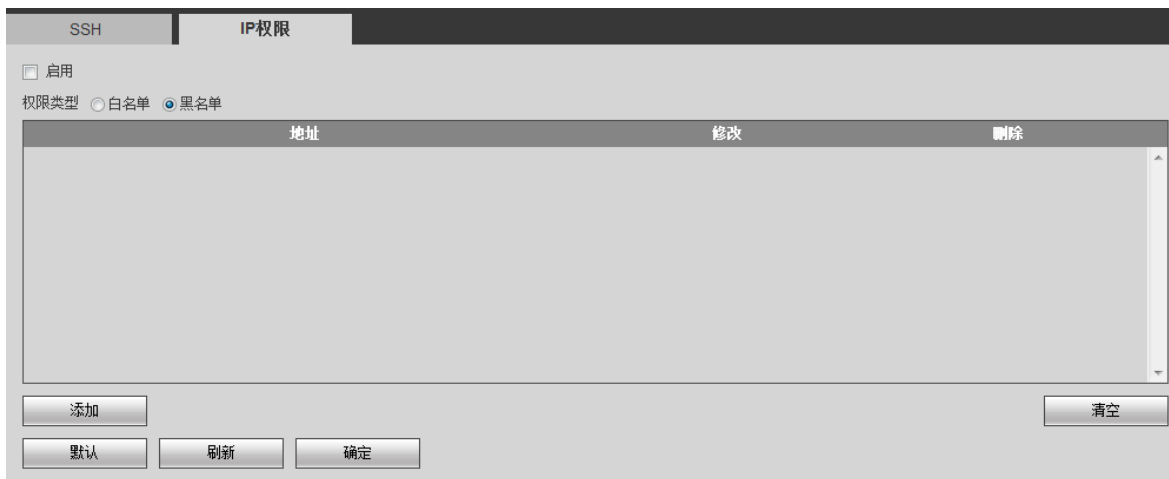 SSH IP权限
启用
权限类型 白名单 黑名单
地址 修改 删除
添加 清空
默认 刷新 确定